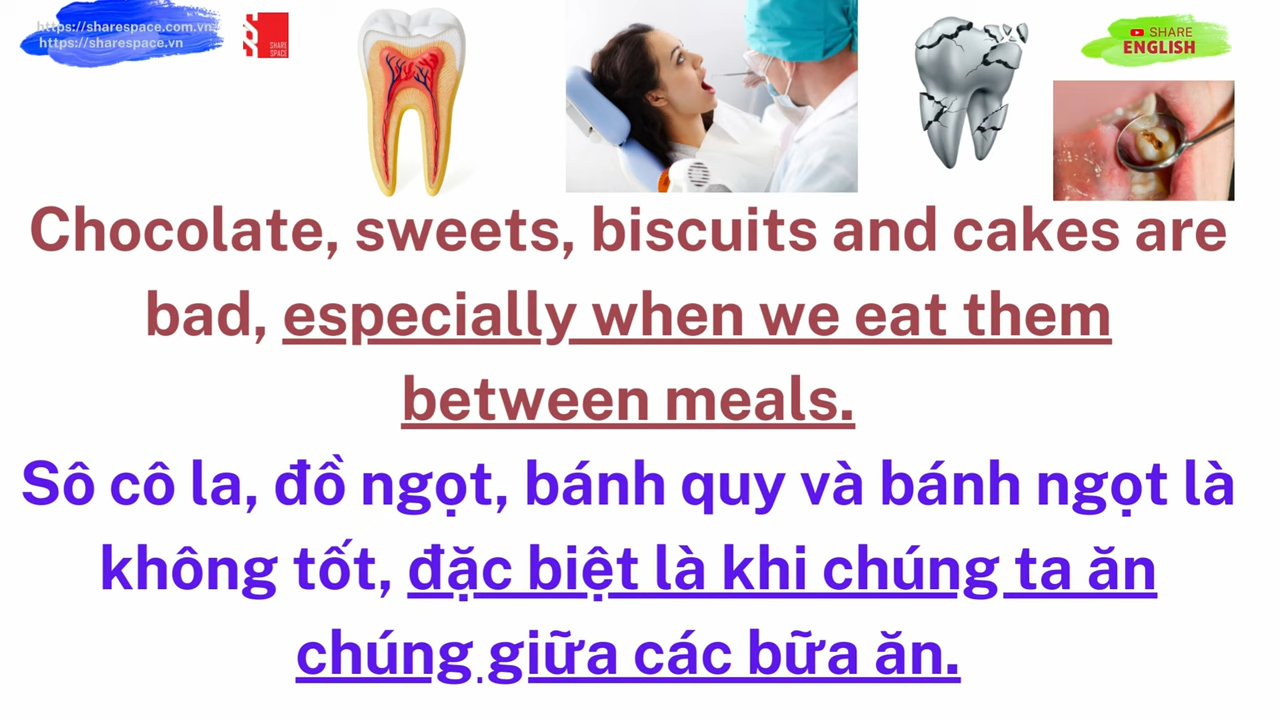 https://sharespace.com.vn
https://sharespace.vn
SHARE
SPACE
SHARE
ENGLISH
Chocolate, sweets, biscuits and cakes are
bad, especially when we eat them
between meals.
Sô cô la, đồ ngọt, bánh quy và bánh ngọt là
không tốt, đặc biệt là khi chúng ta ăn
chúng giữa các bữa ăn.